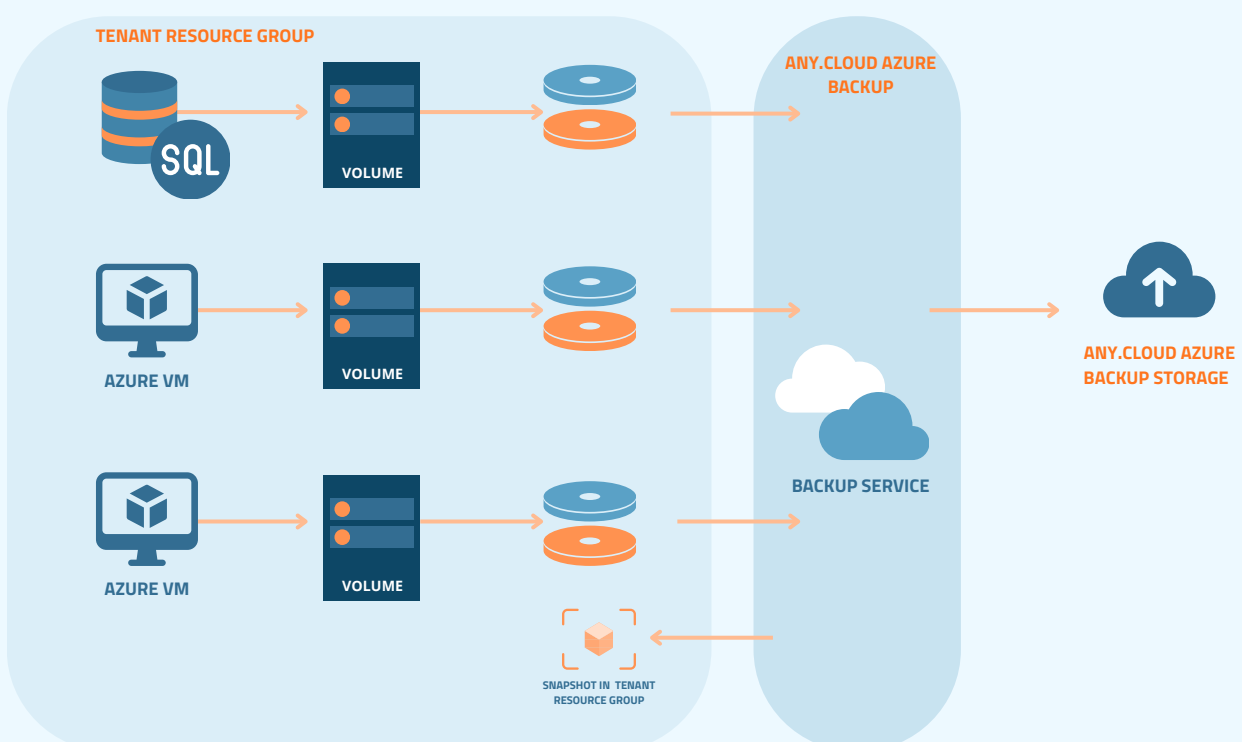 TENANT RESOURCE GROUP
SQL
VOLUME
ANY.CLOUD AZURE
BACKUP
AZURE VM
VOLUME
ANY.CLOUD AZURE
BACKUP STORAGE
BACKUP SERVICE
AZURE VM
VOLUME
SNAPSHOT IN TENANT
RESOURCE GROUP